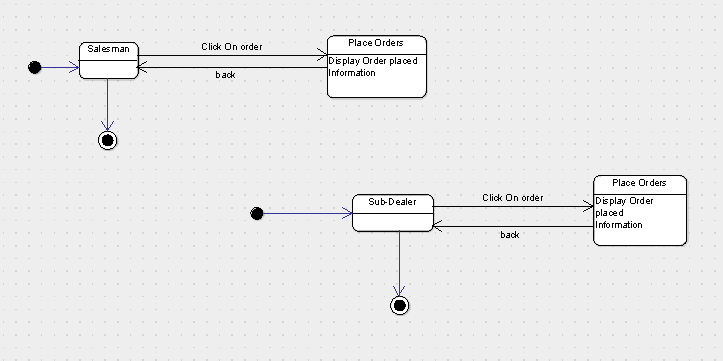 Salesman
Click On order
back
Place Orders
Display Order placed
Information
Sub-Dealer
Click On order
back
Place Orders
Display Order
placed
Information